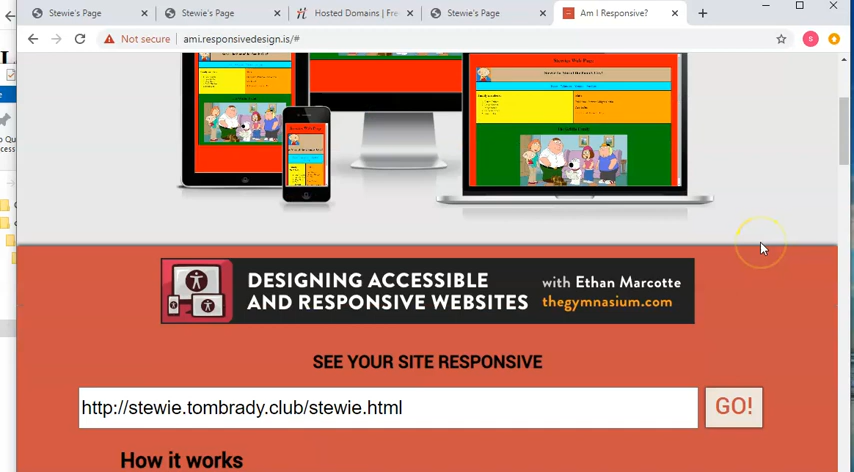 Stewie's Page
Stewie's Page
Hosted Domains | Fre
Stewie's Page
Am I Responsive?
Not secure
ami.responsivedesign.is/#
S
DESIGNING ACCESSIBLE
AND RESPONSIVE WEBSITES
with Ethan Marcotte
thegymnasium.com
SEE YOUR SITE RESPONSIVE
http://stewie.tombrady.club/stewie.html
GO!
How it works